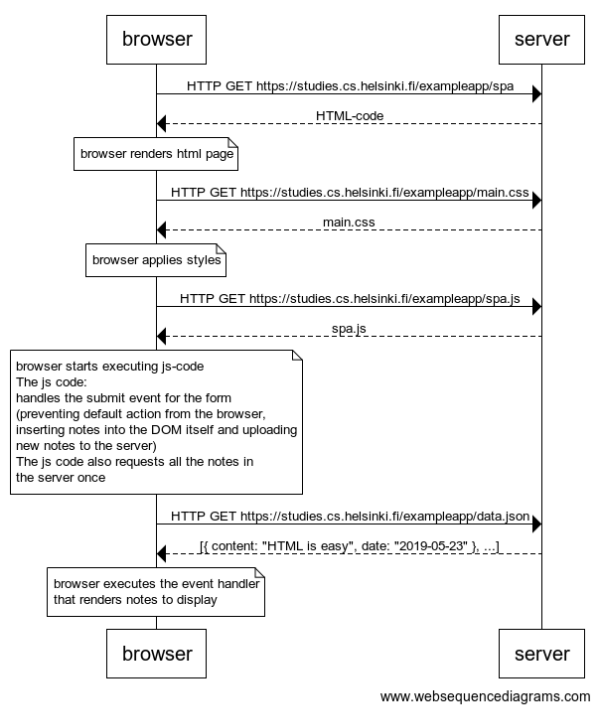 browser
server
HTTP GET https://studies.cs.helsinki.fi/exampleapp/spa
HTML-code
browser renders html page
HTTP GET https://studies.cs.helsinki.fi/exampleapp/main.css
main.css
browser applies styles
HTTP GET https://studies.cs.helsinki.fi/exampleapp/spa.js
spa.js
browser starts executing js-code
The js code:
handles the submit event for the form
(preventing default action from the browser,
inserting notes into the DOM itself and uploading
new notes to the server)
The js code also requests all the notes in
the server once
HTTP GET https://studies.cs.helsinki.fi/exampleapp/data.json
[{ content: "HTML is easy", date: "2019-05-23" }, ...]
browser executes the event handler
that renders notes to display
browser
server
www.websequencediagrams.com